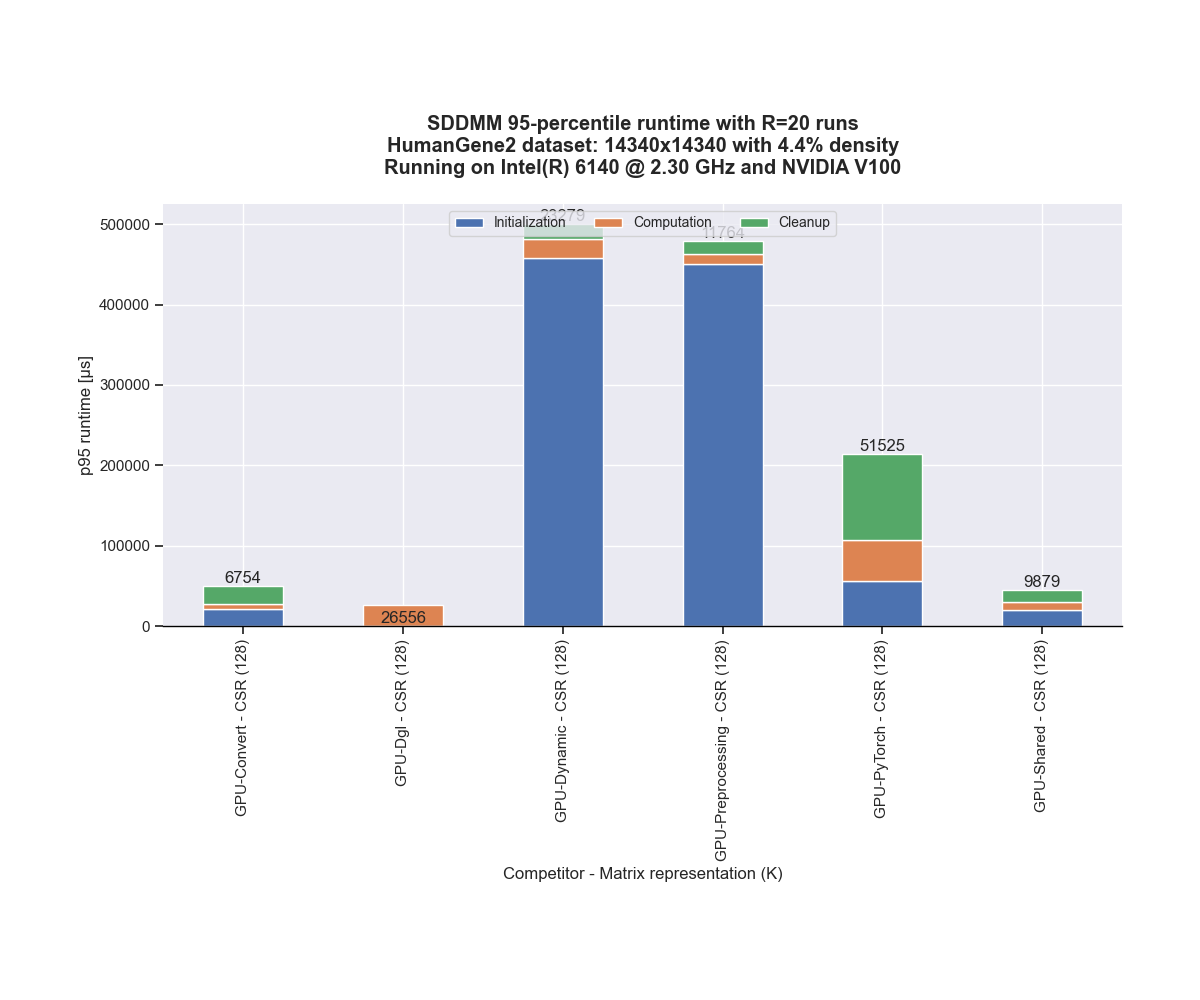 SDDMM 95-percentile runtime with R=20 runs
HumanGene2 dataset: 14340x14340 with 4.4% density
Running on Intel(R) 6140 @ 2.30 GHz and NVIDIA V100
23279
Initialization
Computation
Cleanup
11764
500000
400000
300000
200000
100000
0
p95 runtime [µs]
51525
6754
26556
9879
GPU-Convert - CSR (128)
GPU-Dgl - CSR (128)
GPU-Dynamic - CSR (128)
GPU-Preprocessing - CSR (128)
GPU-PyTorch - CSR (128)
GPU-Shared - CSR (128)
Competitor - Matrix representation (K)